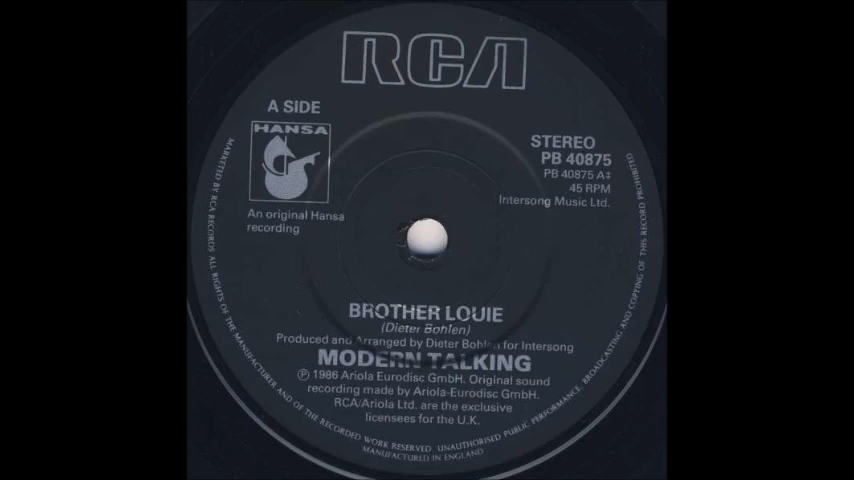 RCA
A SIDE
HANSA
An original Hansa
recording
STEREO
PB 40875
PB 40875 A‡
45 RPM
Intersong Music Ltd.
BROTHER LOUIE
(Dieter Bohlen)
Produced and Arranged by Dieter Bohlen for Intersong
MODERN TALKING
Ⓟ 1986 Ariola Eurodisc GmbH. Original sound
recording made by Ariola-Eurodisc GmbH.
RCA/Ariola Ltd. are the exclusive
licensees for the U.K.
MARKETED BY RCA RECORDS ALL RIGHTS OF THE MANUFACTURER AND OF THE RECORDED WORK RESERVED. UNAUTHORISED PUBLIC PERFORMANCE, BROADCASTING AND COPYING OF THIS RECORD PROHIBITED.
MANUFACTURED IN ENGLAND